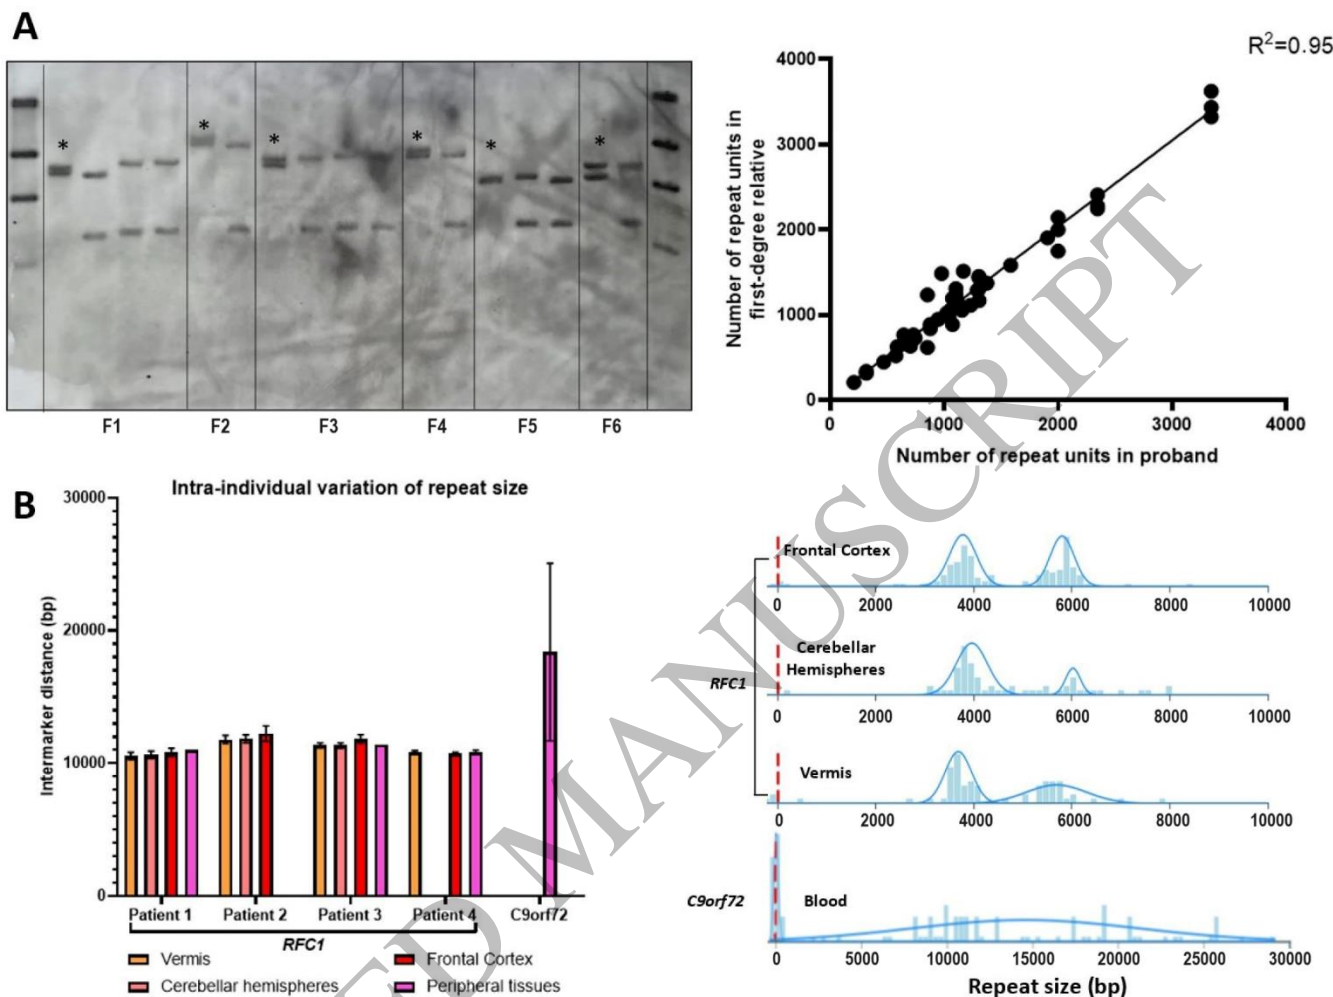 A
* * * * * *
F1 F2 F3 F4 F5 F6
R²=0.95
Number of repeat units in
first-degree relative
4000
3000
2000
1000
0
0 1000 2000 3000 4000
Number of repeat units in proband
B
Intra-individual variation of repeat size
Intermarker distance (bp)
30000
20000
10000
0
Patient 1 Patient 2 Patient 3 Patient 4 C9orf72
RFC1
Vermis
Frontal Cortex
Cerebellar hemispheres
Peripheral tissues
RFC1
Frontal Cortex
0 2000 4000 6000 8000 10000
Cerebellar
Hemispheres
0 2000 4000 6000 8000 10000
Vermis
0 2000 4000 6000 8000 10000
C9orf72
Blood
0 5000 10000 15000 20000 25000 30000
Repeat size (bp)
ED MANUSCRIPT